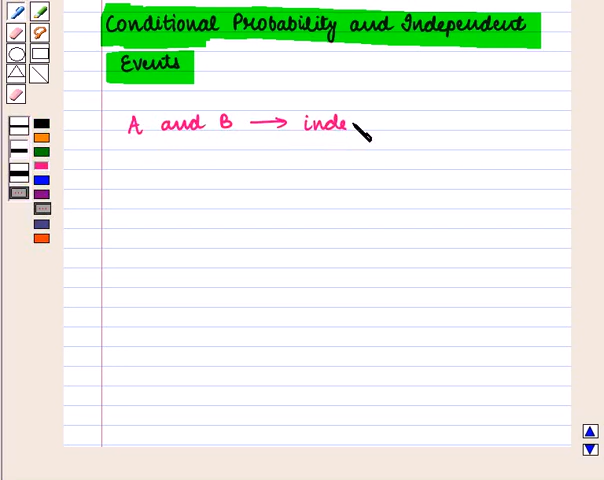 Conditional Probability and Independent
Events
A and B → inde